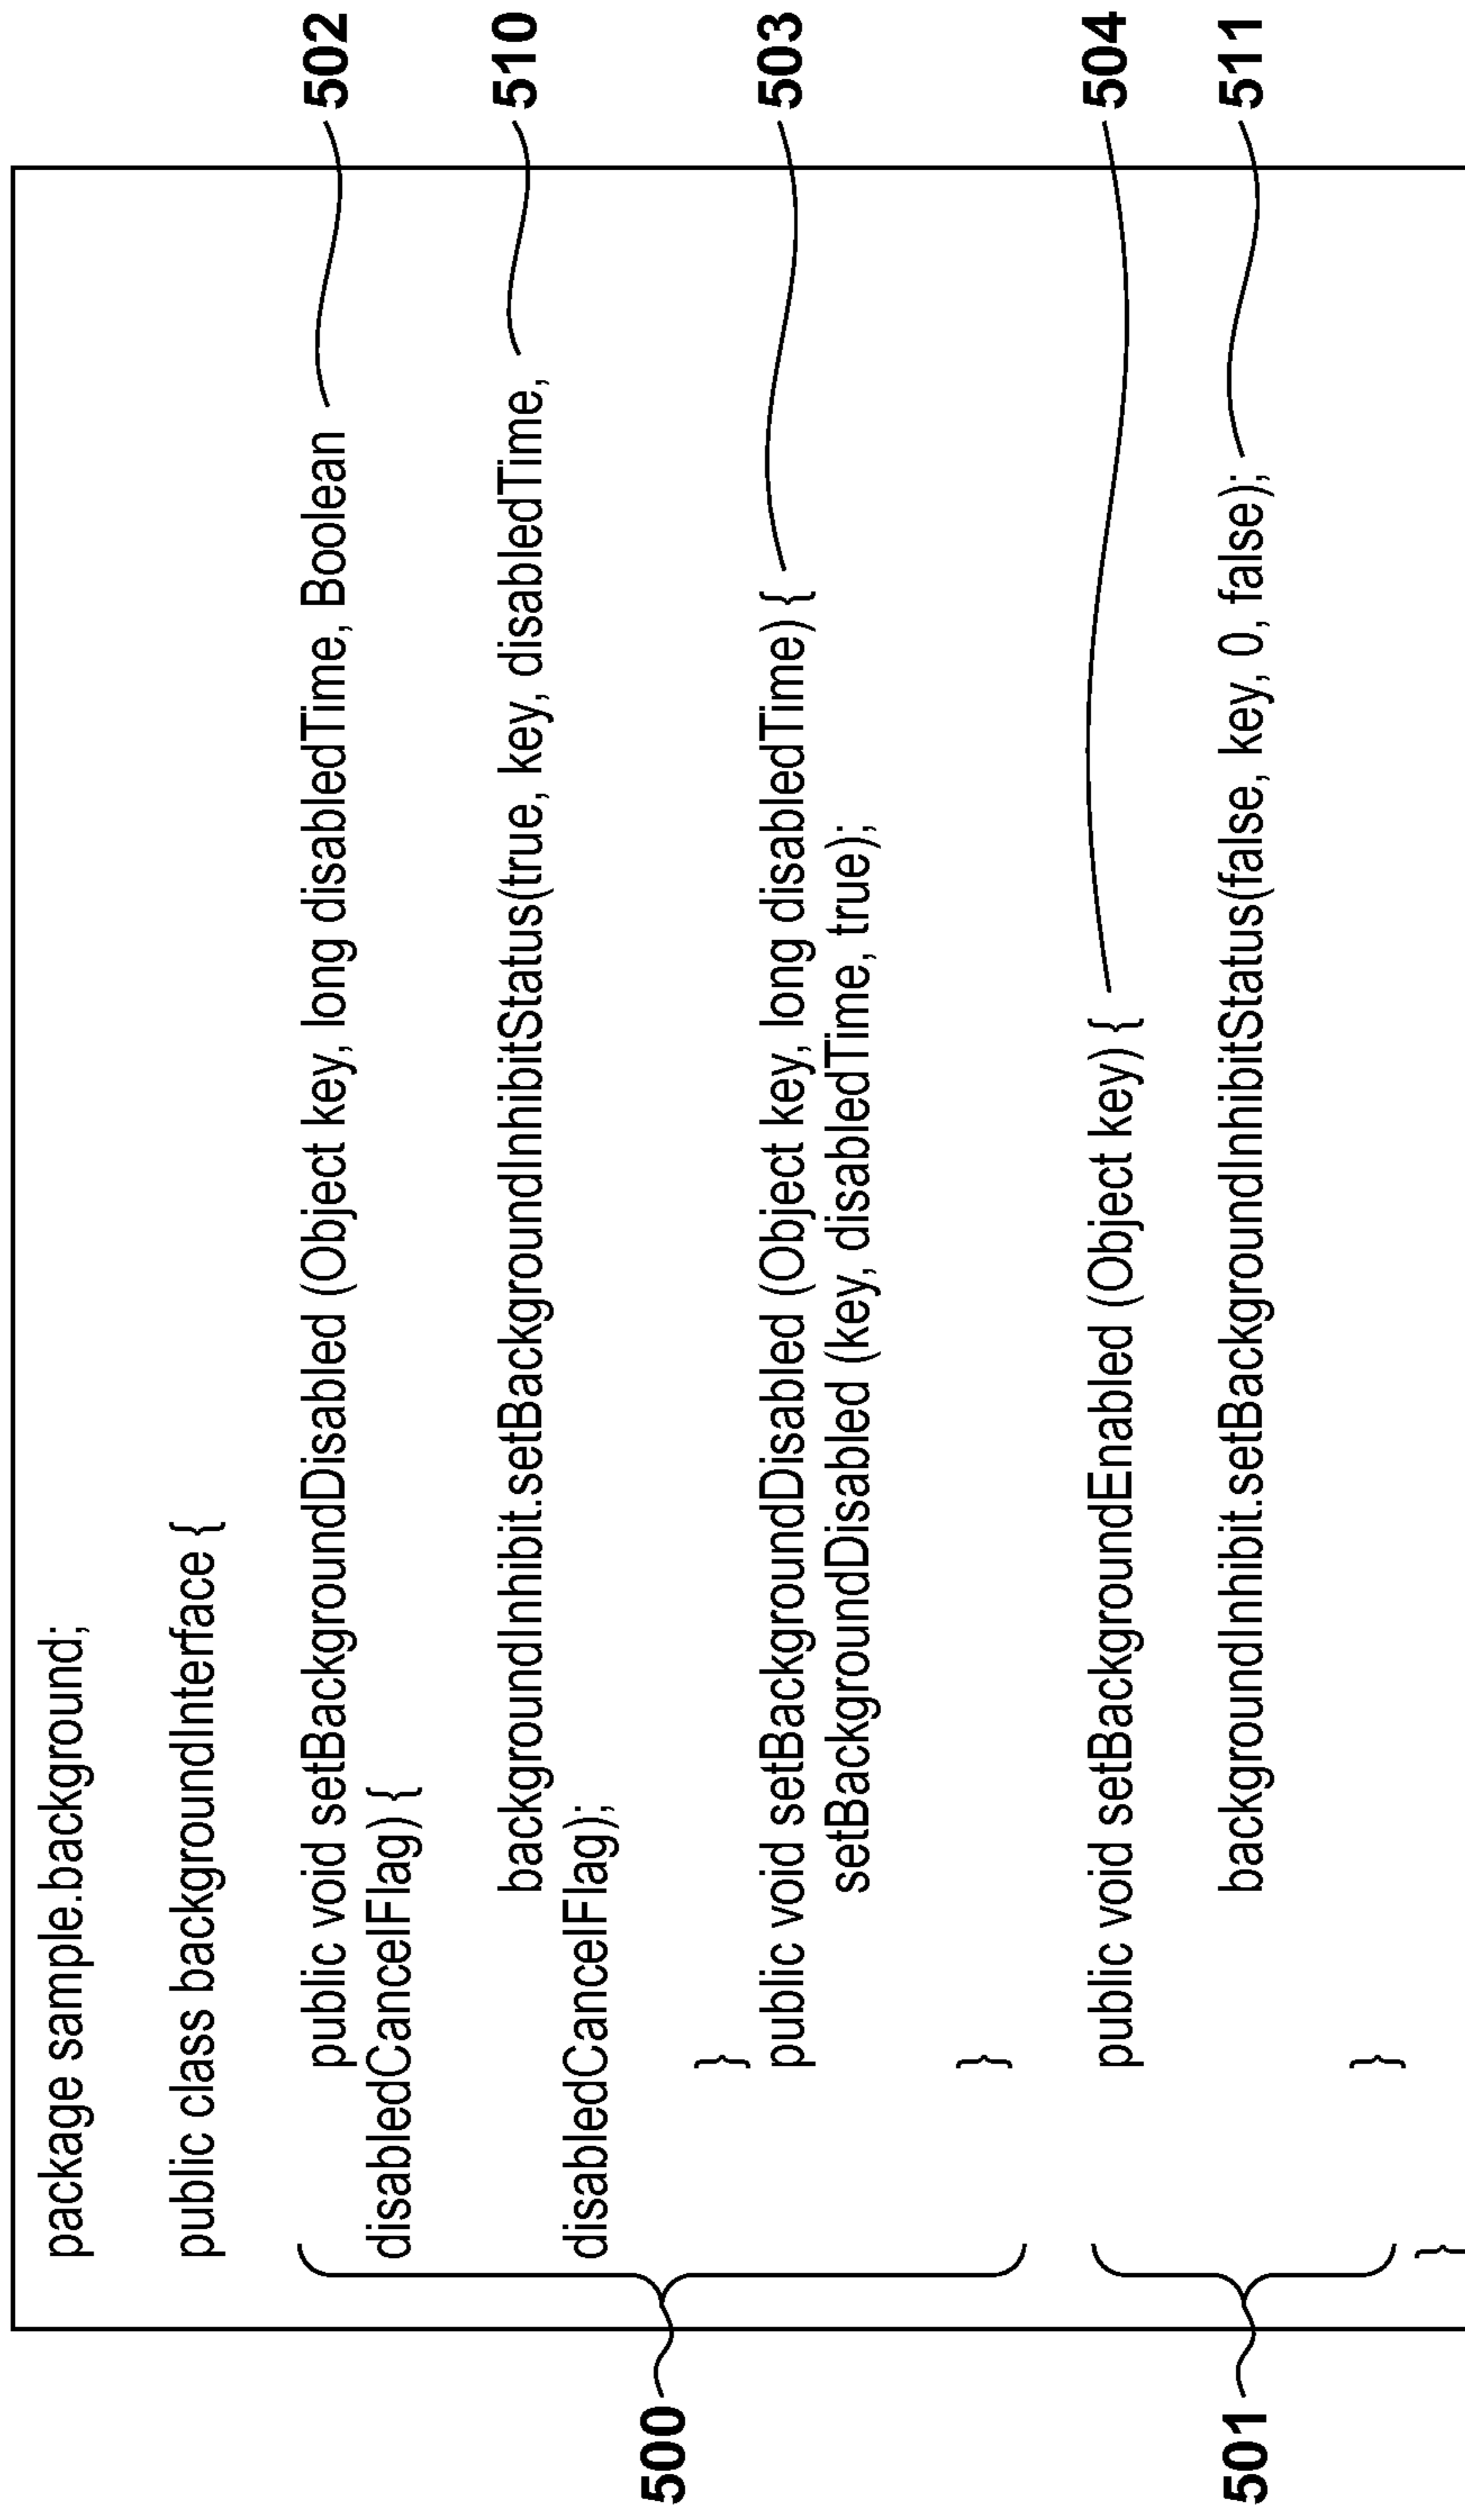 package sample.background;
public class backgroundInterface {
public void setBackgroundDisabled (Object key, long disabledTime, Boolean 502
disabledCancelFlag) {
backgroundInhibit.setBackgroundInhibitStatus(true, key, disabledTime, 510
disabledCancelFlag);
500
}
public void setBackgroundDisabled (Object key, long disabledTime) { 503
setBackgroundDisabled (key, disabledTime, true);
}
public void setBackgroundEnabled (Object key) { 504
501 backgroundInhibit.setBackgroundInhibitStatus(false, key, 0, false); 511
}
}